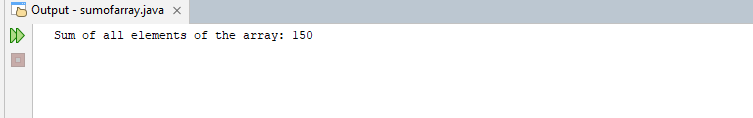 Output - sumofarray.java
Sum of all elements of the array: 150